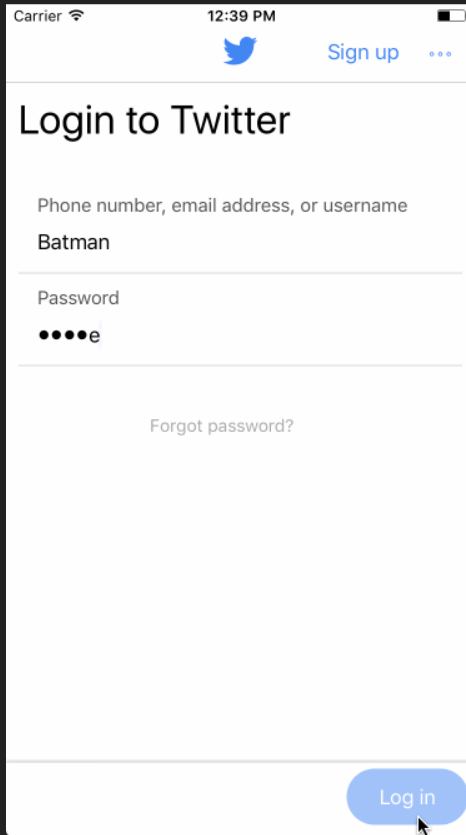 Carrier 12:39 PM
Sign up
Login to Twitter
Phone number, email address, or username
Batman
Password
••••e
Forgot password?
Log in